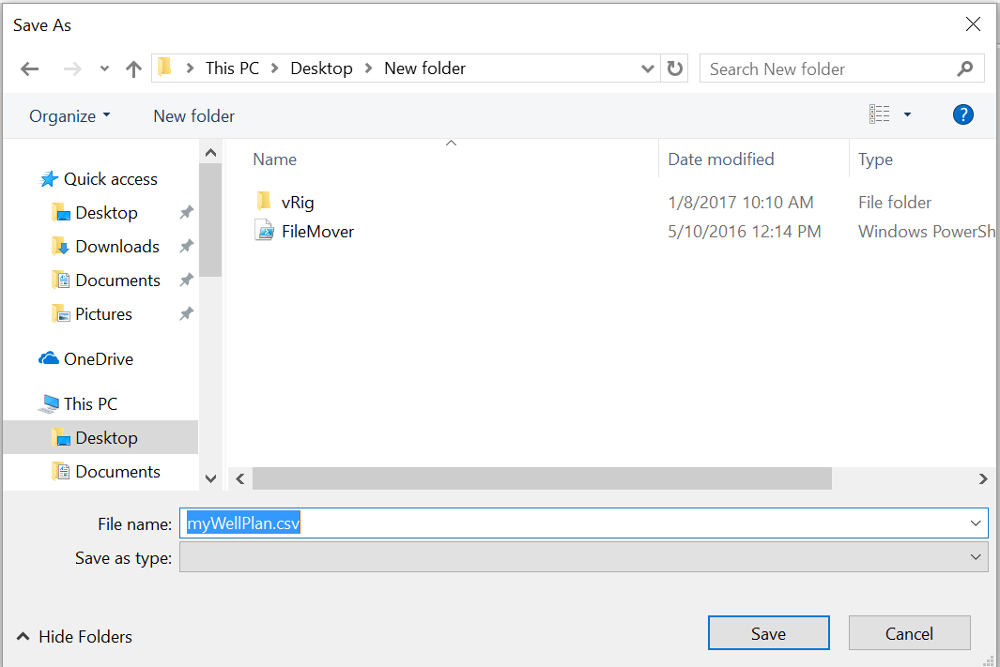 Save As
This PC Desktop New folder
Search New folder
Organize New folder
?
Name Date modified Type
Quick access
Desktop
Downloads
Documents
Pictures
OneDrive
This PC
Desktop
Documents
vRig 1/8/2017 10:10 AM File folder
FileMover 5/10/2016 12:14 PM Windows PowerSh
File name: myWellPlan.csv
Save as type:
Hide Folders
Save Cancel